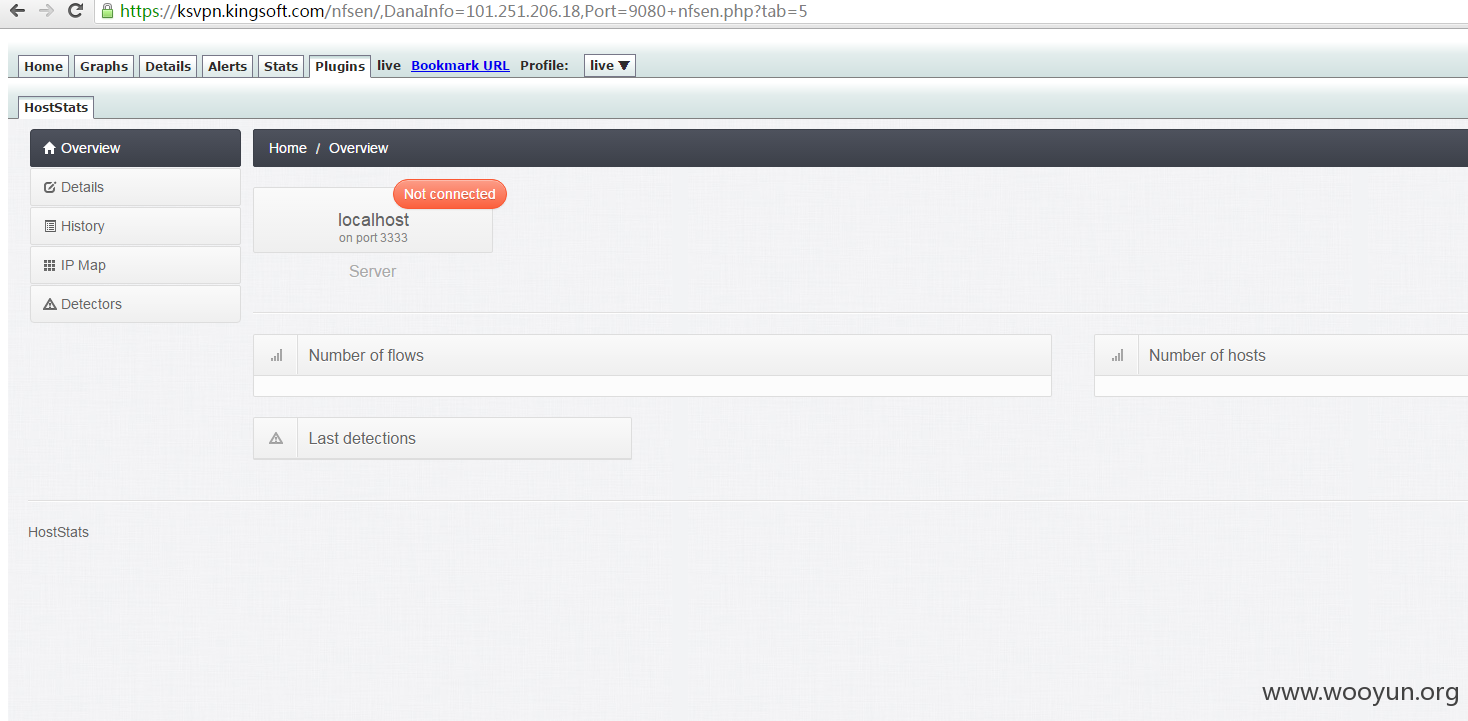 https://ksvpn.kingsoft.com/nfsen/,DanaInfo=101.251.206.18,Port=9080+nfsen.php?tab=5
Home Graphs Details Alerts Stats Plugins live Bookmark URL Profile: live ▼
HostStats
Overview
Details
History
IP Map
Detectors
Home / Overview
Not connected
localhost
on port 3333
Server
Number of flows
Number of hosts
Last detections
HostStats
www.wooyun.org